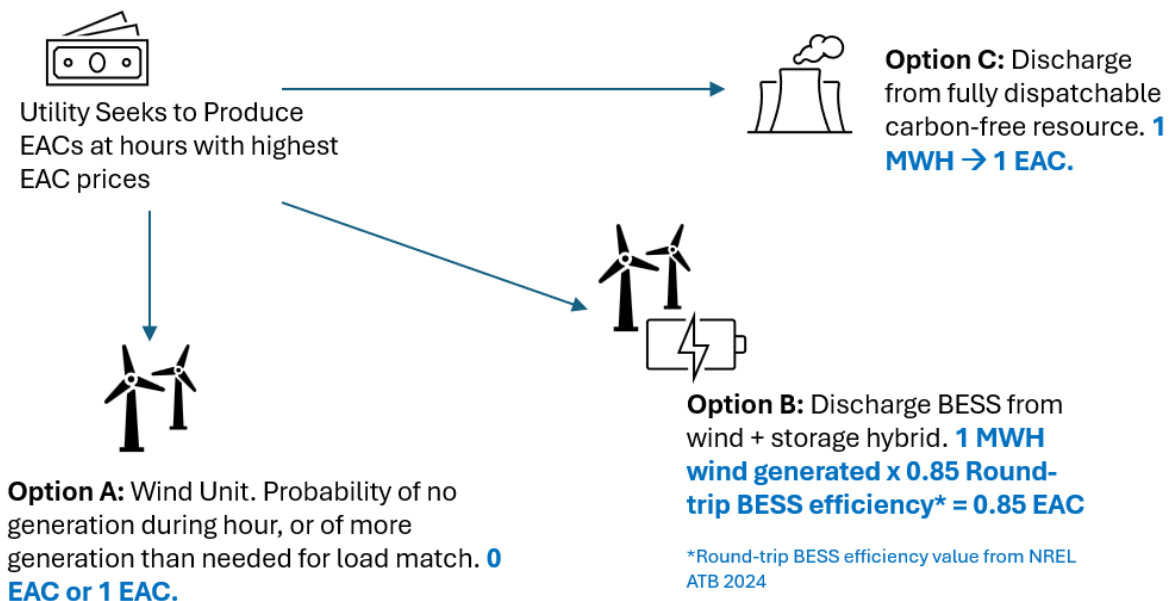 Utility Seeks to Produce
EACs at hours with highest
EAC prices
Option C: Discharge
from fully dispatchable
carbon-free resource. 1
MWH → 1 EAC.
Option B: Discharge BESS from
wind + storage hybrid. 1 MWH
wind generated x 0.85 Round-
trip BESS efficiency* = 0.85 EAC
*Round-trip BESS efficiency value from NREL
ATB 2024
Option A: Wind Unit. Probability of no
generation during hour, or of more
generation than needed for load match. 0
EAC or 1 EAC.